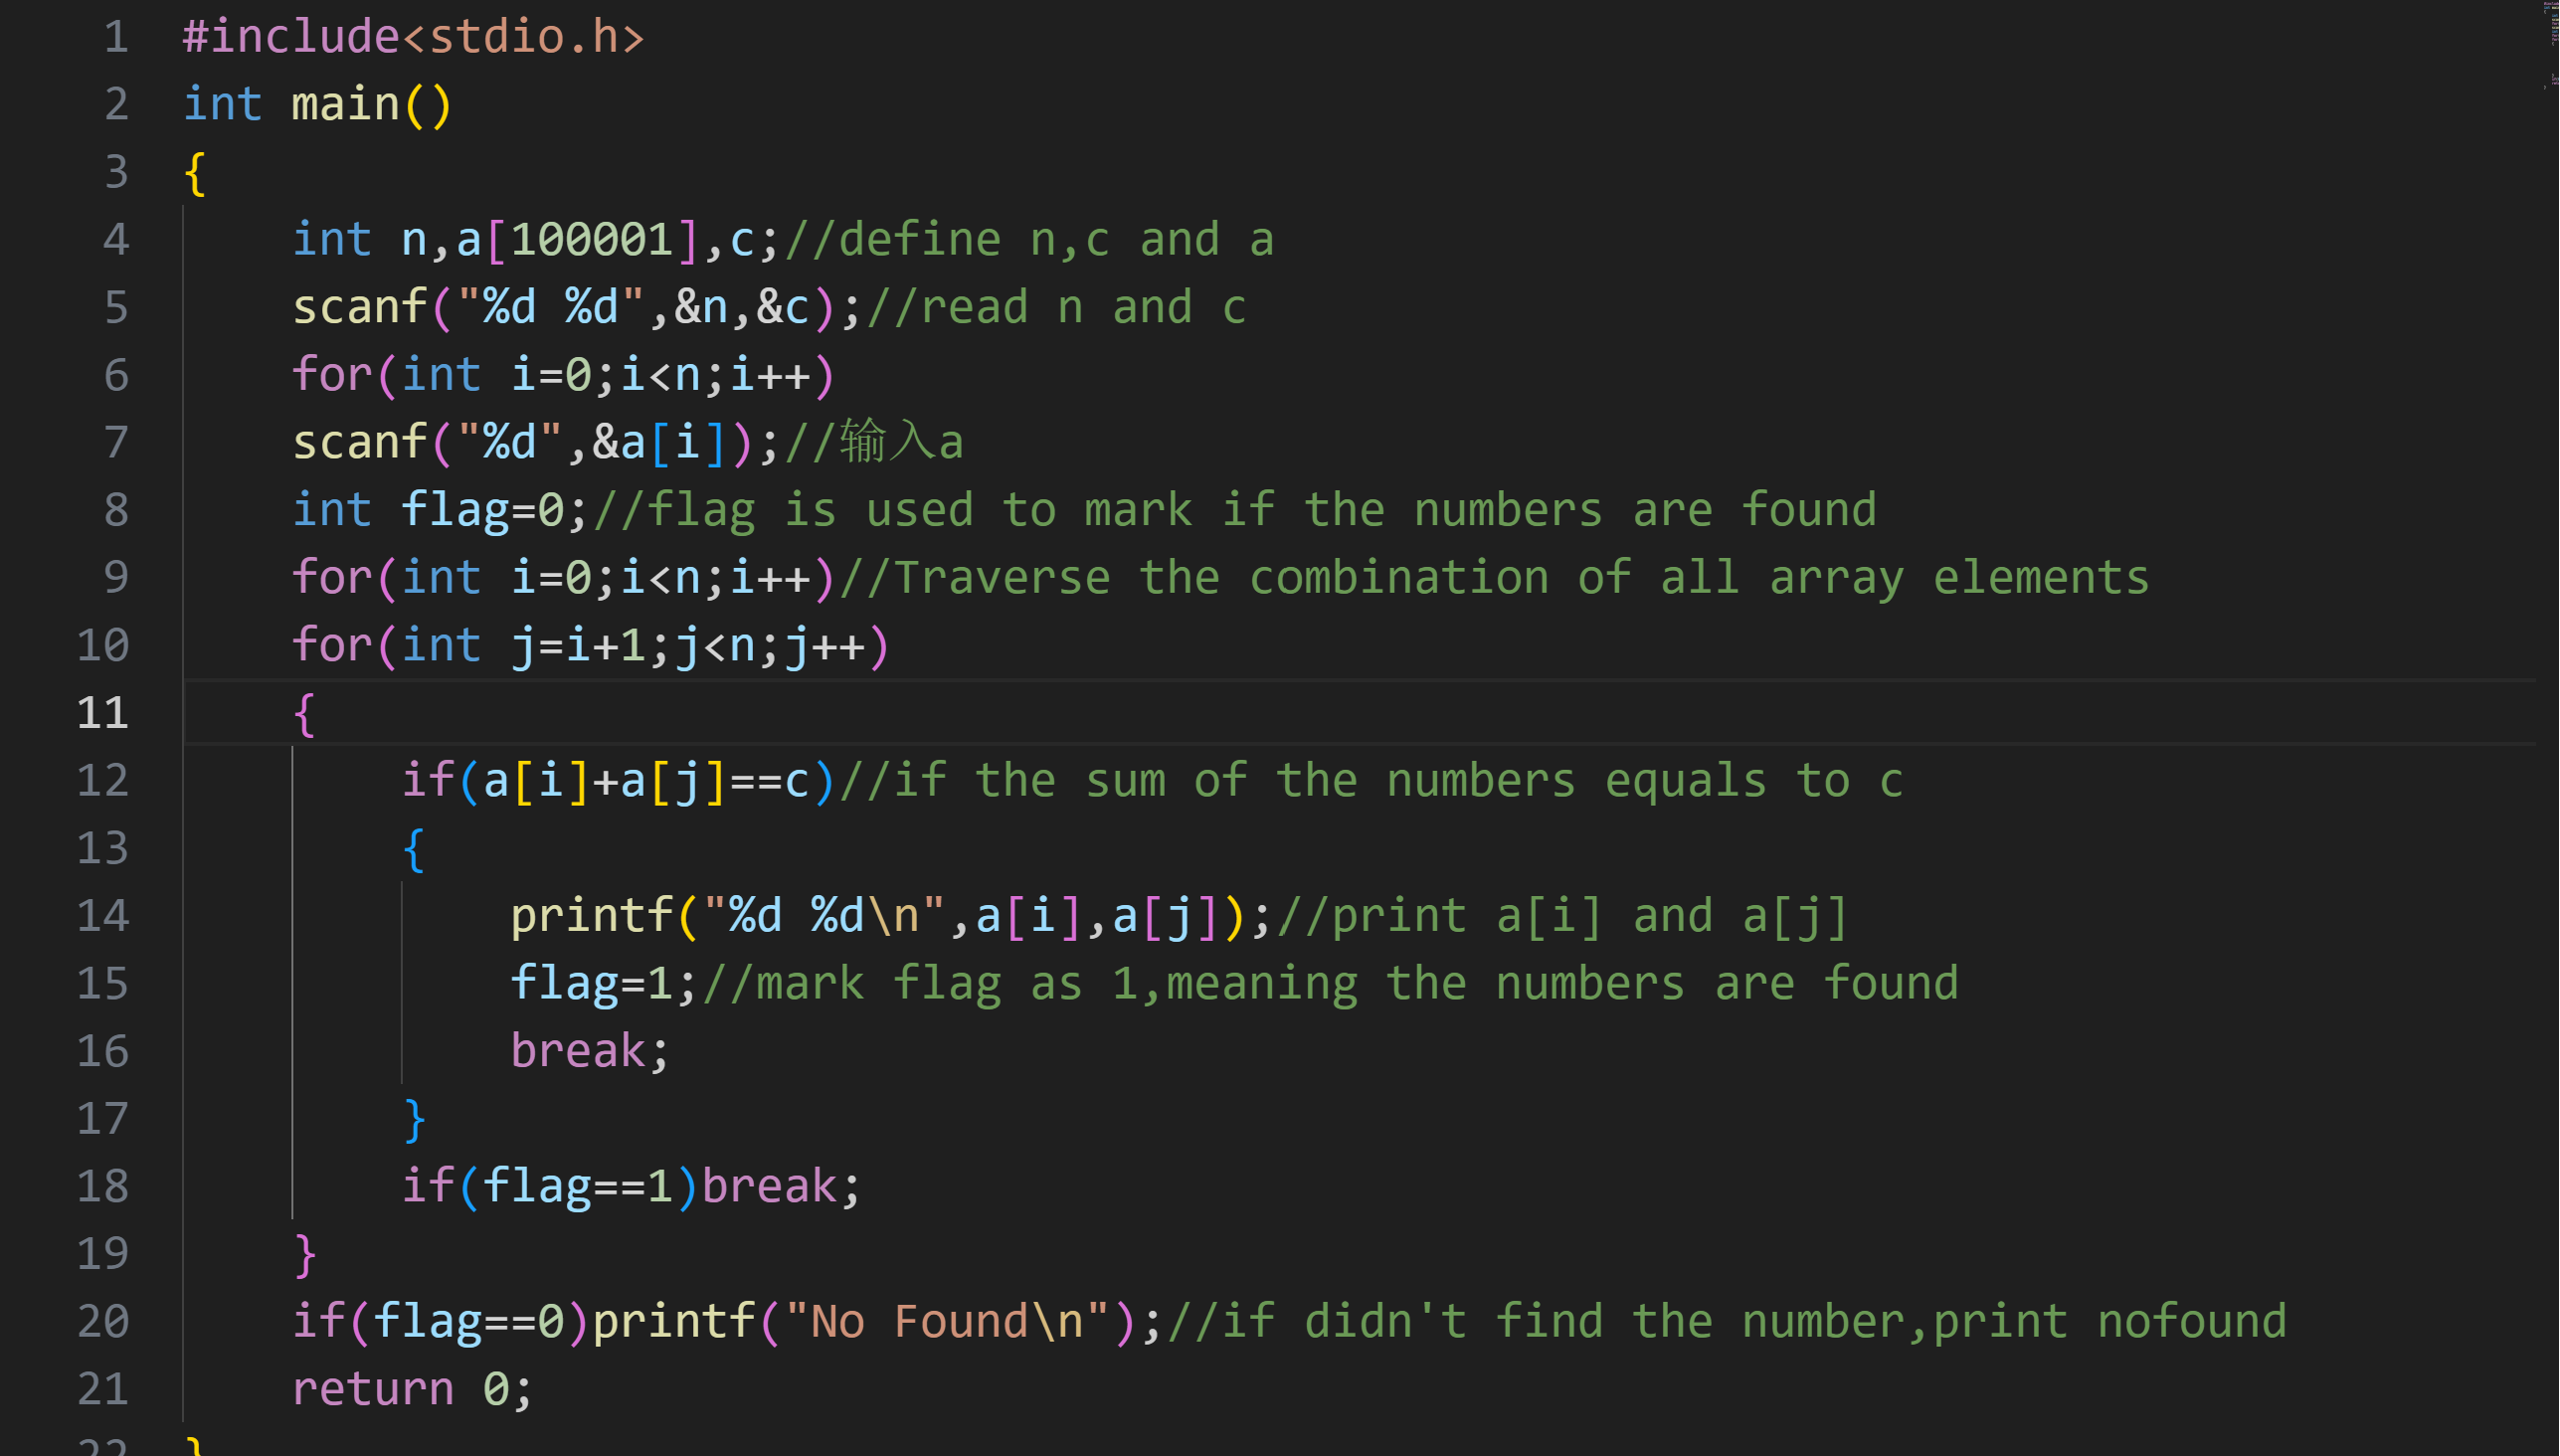 1 #include<stdio.h>
2 int main()
3 {
4     int n,a[100001],c;//define n,c and a
5     scanf("%d %d",&n,&c);//read n and c
6     for(int i=0;i<n;i++)
7     scanf("%d",&a[i]);//输入a
8     int flag=0;//flag is used to mark if the numbers are found
9     for(int i=0;i<n;i++)//Traverse the combination of all array elements
10     for(int j=i+1;j<n;j++)
11     {
12         if(a[i]+a[j]==c)//if the sum of the numbers equals to c
13         {
14             printf("%d %d\n",a[i],a[j]);//print a[i] and a[j]
15             flag=1;//mark flag as 1,meaning the numbers are found
16             break;
17         }
18         if(flag==1)break;
19     }
20     if(flag==0)printf("No Found\n");//if didn't find the number,print nofound
21     return 0;
22 }